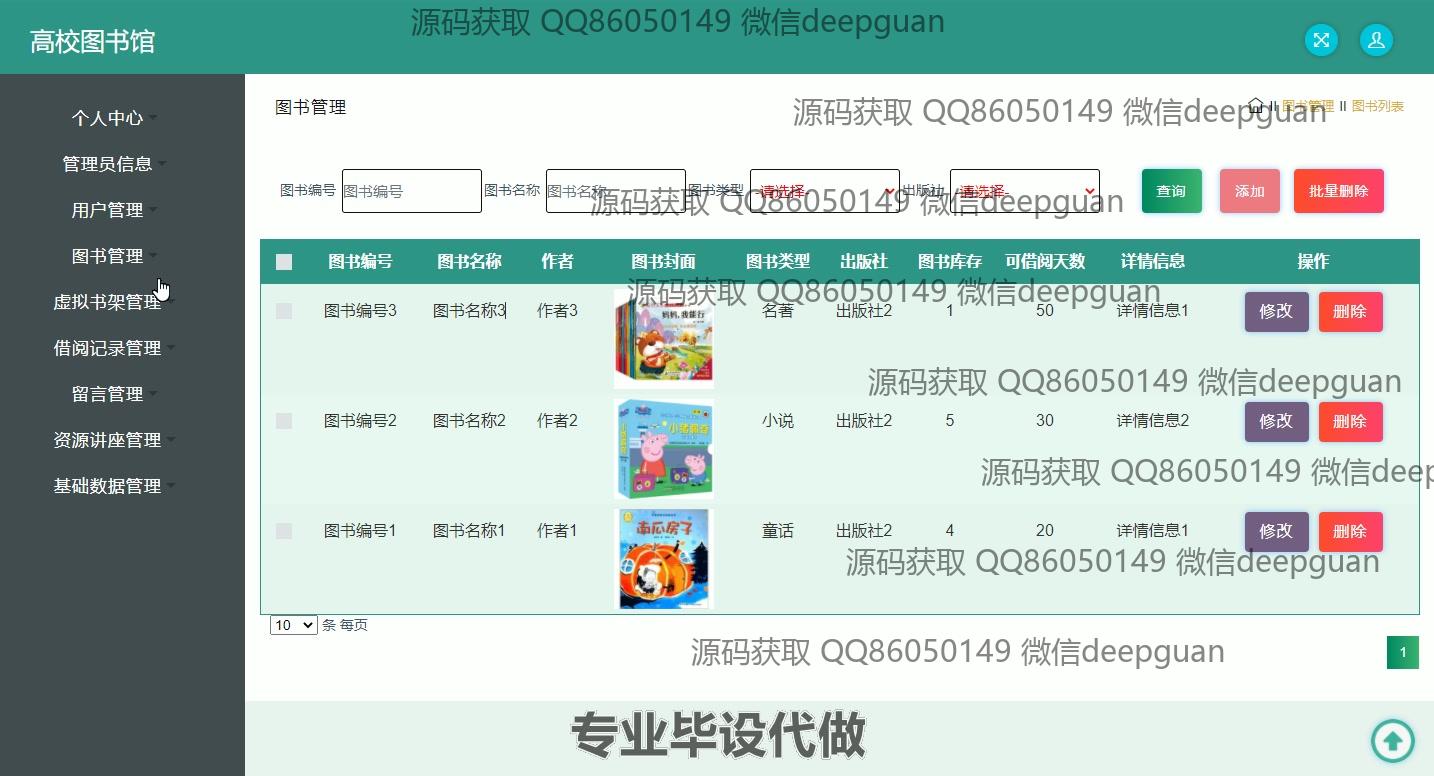 源码获取 QQ86050149 微信deepguan
高校图书馆
个人中心
管理员信息
用户管理
图书管理
虚拟书架管理
借阅记录管理
留言管理
资源讲座管理
基础数据管理
图书管理
源码获取 QQ86050149 微信deepguan
II 图书管理 II 图书列表
图书编号 图书编号 图书名称 图书名称 图书类型 请选择- 出版社 请选择- 查询 添加 批量删除
源码获取 QQ86050149 微信deepguan
图书编号 图书名称 作者 图书封面 图书类型 出版社 图书库存 可借阅天数 详情信息 操作
源码获取 QQ86050149 微信deepguan
图书编号3 图书名称3 作者3 妈妈,我能行 名著 出版社2 1 50 详情信息1 修改 删除
源码获取 QQ86050149 微信deepguan
图书编号2 图书名称2 作者2 小猪佩奇 小说 出版社2 5 30 详情信息2 修改 删除
源码获取 QQ86050149 微信deep
图书编号1 图书名称1 作者1 南瓜房子 童话 出版社2 4 20 详情信息1 修改 删除
源码获取 QQ86050149 微信deepguan
10 条 每页
源码获取 QQ86050149 微信deepguan
1
专业毕设代做